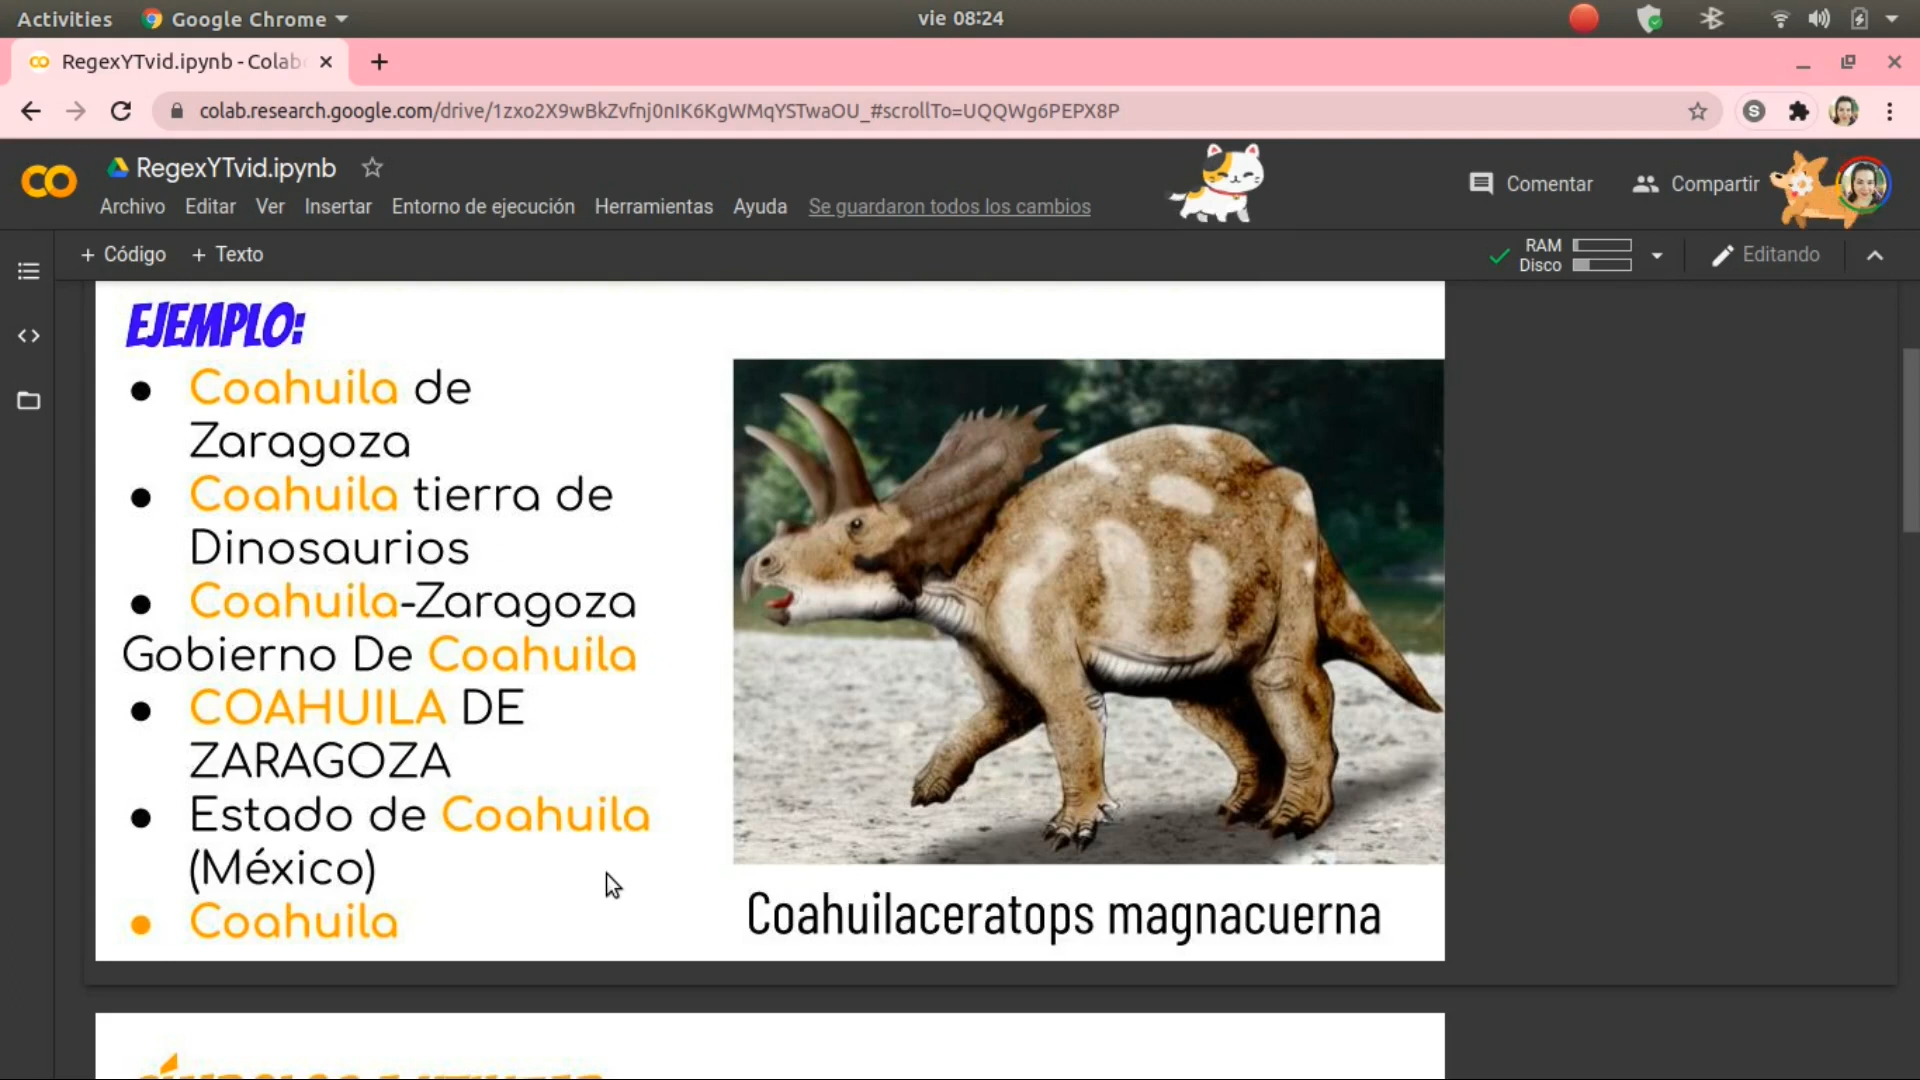 Activities Google Chrome vie 08:24
RegexYTvid.ipynb - Colab
colab.research.google.com/drive/1zxo2X9wBkZvfnj0nIK6KgWMqYSTwaOU_#scrollTo=UQQWg6PEPX8P
S
RegexYTvid.ipynb
Comentar Compartir
Archivo Editar Ver Insertar Entorno de ejecución Herramientas Ayuda Se guardaron todos los cambios
+ Código + Texto
RAM
Disco
Editando
EJEMPLO:
● Coahuila de
Zaragoza
● Coahuila tierra de
Dinosaurios
● Coahuila-Zaragoza
Gobierno De Coahuila
● COAHUILA DE
ZARAGOZA
● Estado de Coahuila
(México)
● Coahuila
Coahuilaceratops magnacuerna